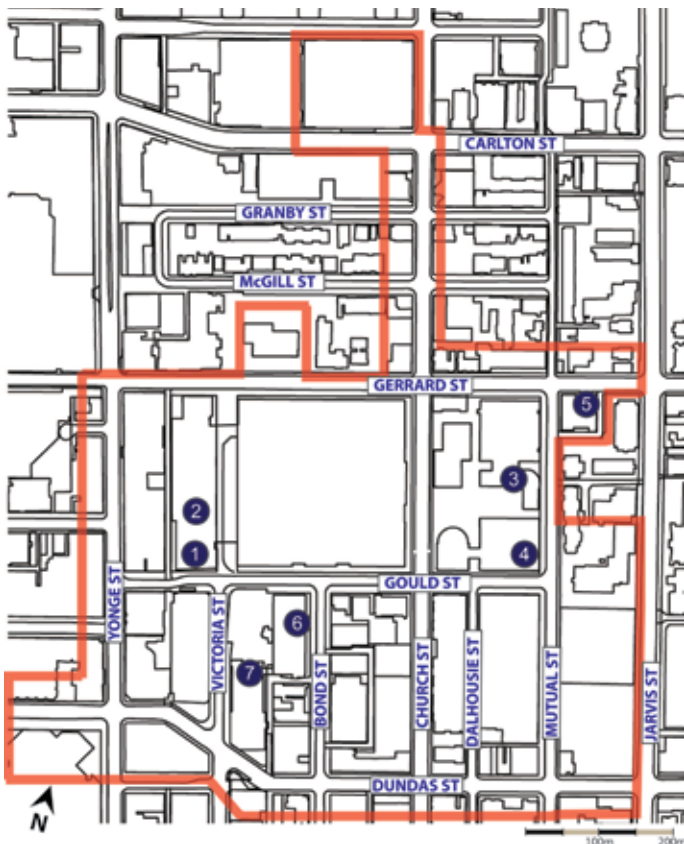 CARLTON ST
GRANBY ST
McGILL ST
GERRARD ST
5
3
2
1
4
GOULD ST
YONGE ST
VICTORIA ST
6
7
BOND ST
CHURCH ST
DALHOUSIE ST
MUTUAL ST
JARVIS ST
DUNDAS ST
N
100m
200m